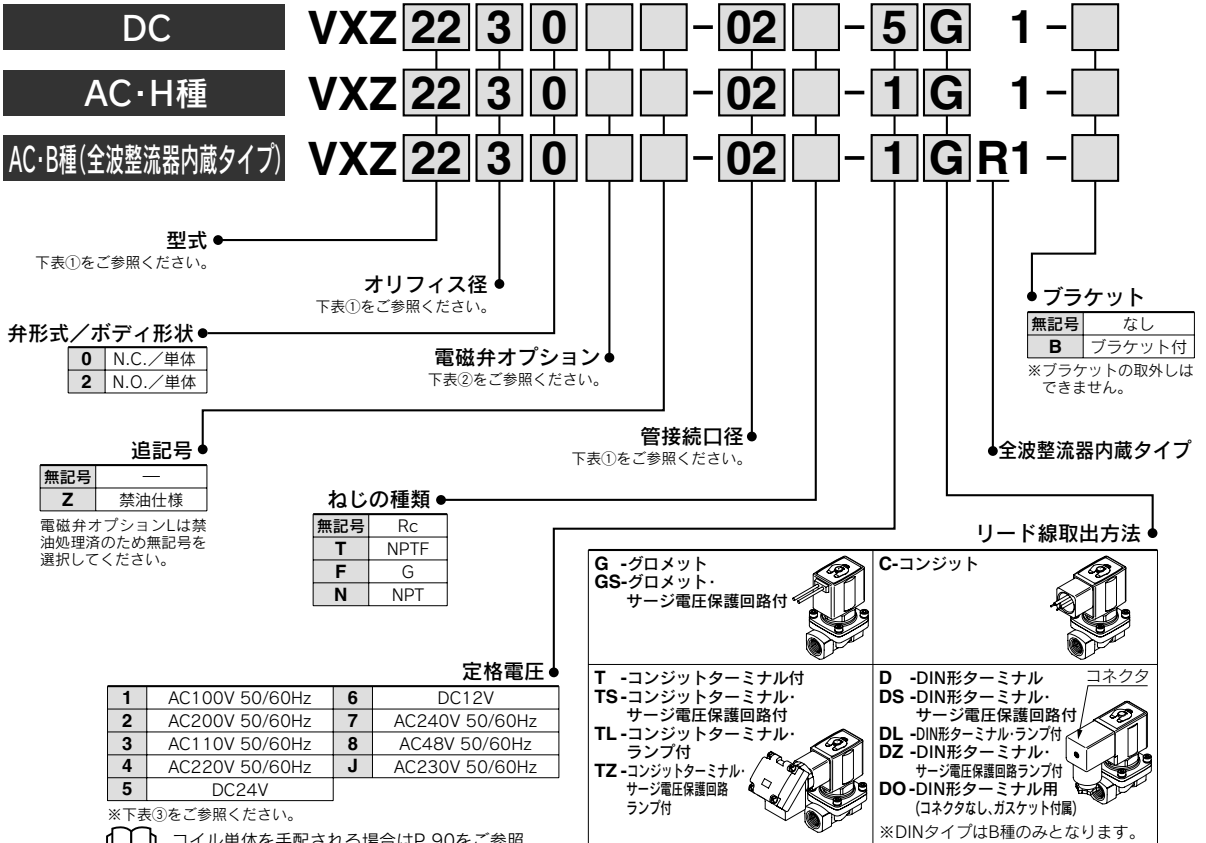 DC VXZ 22 3 0 - 02 - 5 G 1 -
AC・H種 VXZ 22 3 0 - 02 - 1 G 1 -
AC・B種(全波整流器内蔵タイプ) VXZ 22 3 0 - 02 - 1 G R1 -
型式
下表①をご参照ください。
オリフィス径
下表①をご参照ください。
弁形式／ボディ形状
0 N.C.／単体
2 N.O.／単体
電磁弁オプション
下表②をご参照ください。
追記号
無記号 —
Z 禁油仕様
電磁弁オプションLは禁
油処理済のため無記号を
選択してください。
管接続口径
下表①をご参照ください。
ねじの種類
無記号 Rc
T NPTF
F G
N NPT
ブラケット
無記号 なし
B ブラケット付
※ブラケットの取外しは
できません。
全波整流器内蔵タイプ
リード線取出方法
G -グロメット
GS-グロメット・
サージ電圧保護回路付
C-コンジット
T -コンジットターミナル付
TS-コンジットターミナル・
サージ電圧保護回路付
TL-コンジットターミナル・
ランプ付
TZ-コンジットターミナル・
サージ電圧保護回路
ランプ付
D -DIN形ターミナル
DS -DIN形ターミナル・
サージ電圧保護回路付
DL -DIN形ターミナル・ランプ付
DZ -DIN形ターミナル・
サージ電圧保護回路ランプ付
DO-DIN形ターミナル用
(コネクタなし、ガスケット付属)
コネクタ
※DINタイプはB種のみとなります。
定格電圧
1 AC100V 50/60Hz 6 DC12V
2 AC200V 50/60Hz 7 AC240V 50/60Hz
3 AC110V 50/60Hz 8 AC48V 50/60Hz
4 AC220V 50/60Hz J AC230V 50/60Hz
5 DC24V
※下表③をご参照ください。
コイル単体を手配される場合はP.90をご参照